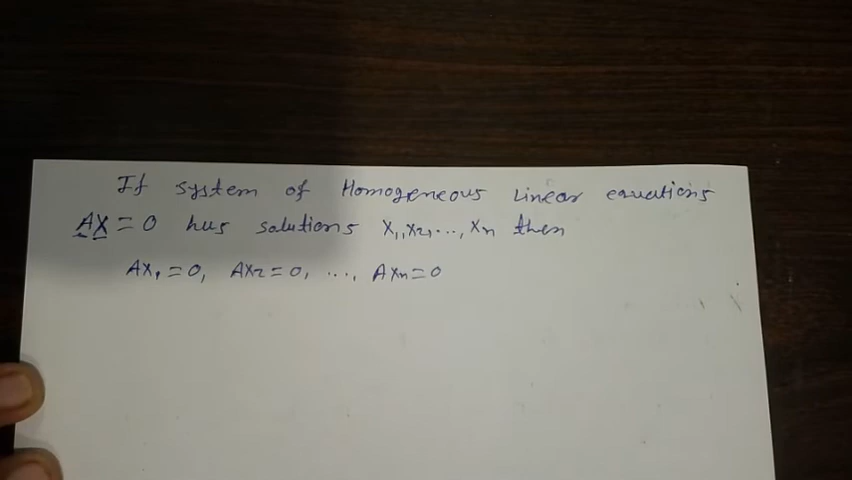 If system of Homogeneous Linear equations
AX = 0 has solutions X₁, X₂, ..., Xn then
AX₁ = 0, AX₂ = 0, ..., AXn = 0